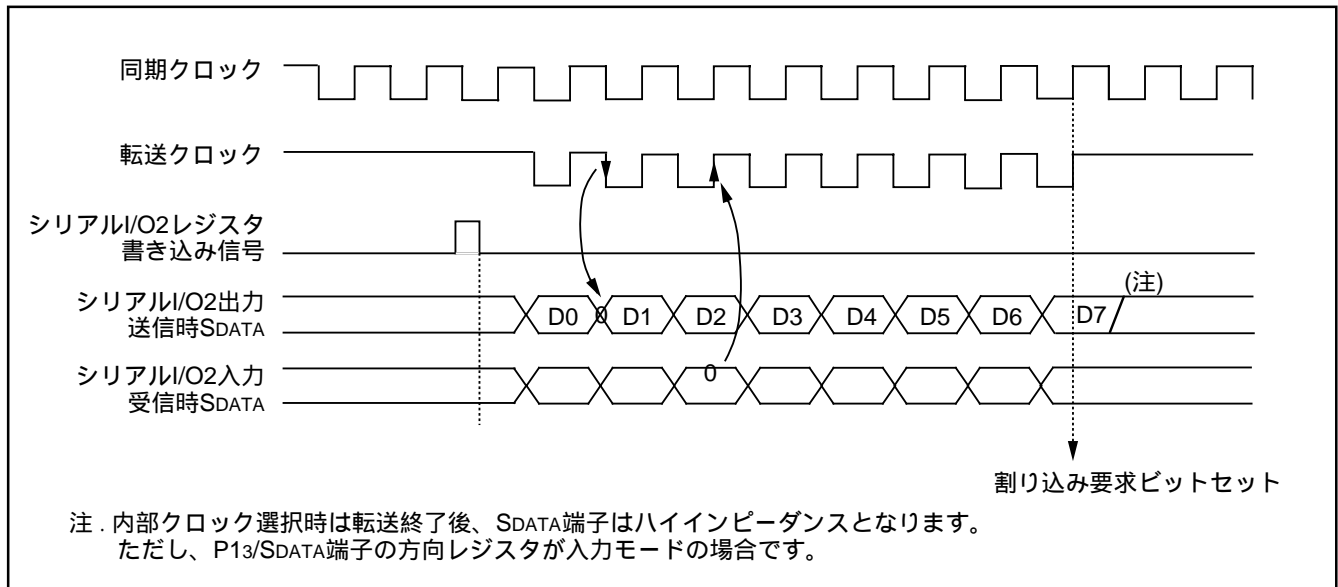 同期クロック
転送クロック
シリアルI/O2レジスタ
書き込み信号
シリアルI/O2出力
送信時SDATA
D0 0 D1 D2 D3 D4 D5 D6 D7
(注)
シリアルI/O2入力
受信時SDATA
0
割り込み要求ビットセット
注 . 内部クロック選択時は転送終了後、SDATA端子はハイインピーダンスとなります。
ただし、P13/SDATA端子の方向レジスタが入力モードの場合です。